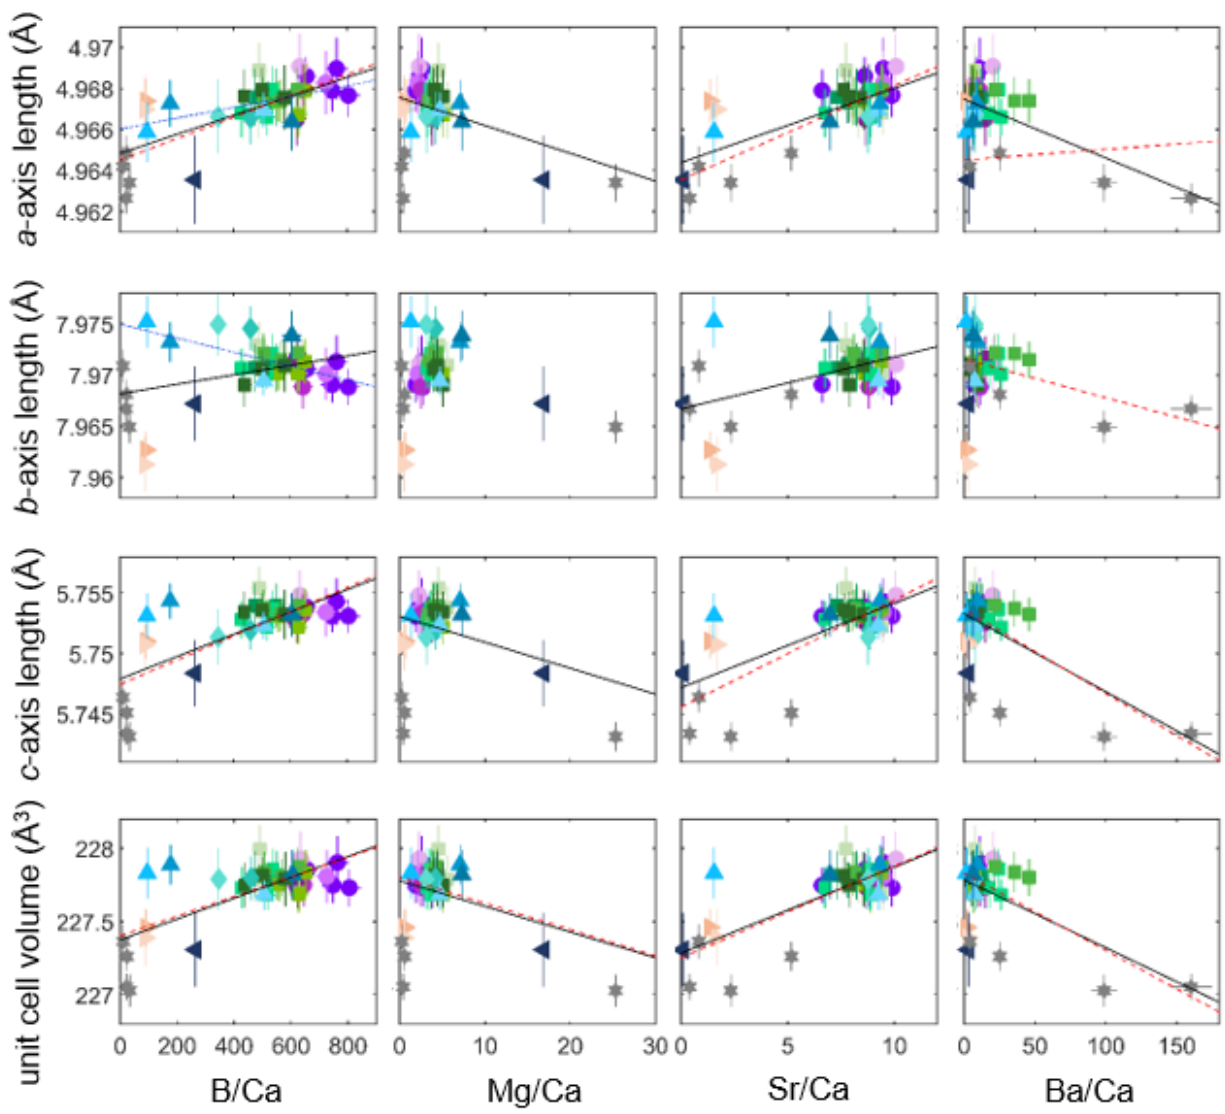 a-axis length (Å)
4.97
4.968
4.966
4.964
4.962
b-axis length (Å)
7.975
7.97
7.965
7.96
c-axis length (Å)
5.755
5.75
5.745
unit cell volume (Å³)
228
227.5
227
0 200 400 600 800
0 10 20 30
0 5 10
0 50 100 150
B/Ca
Mg/Ca
Sr/Ca
Ba/Ca